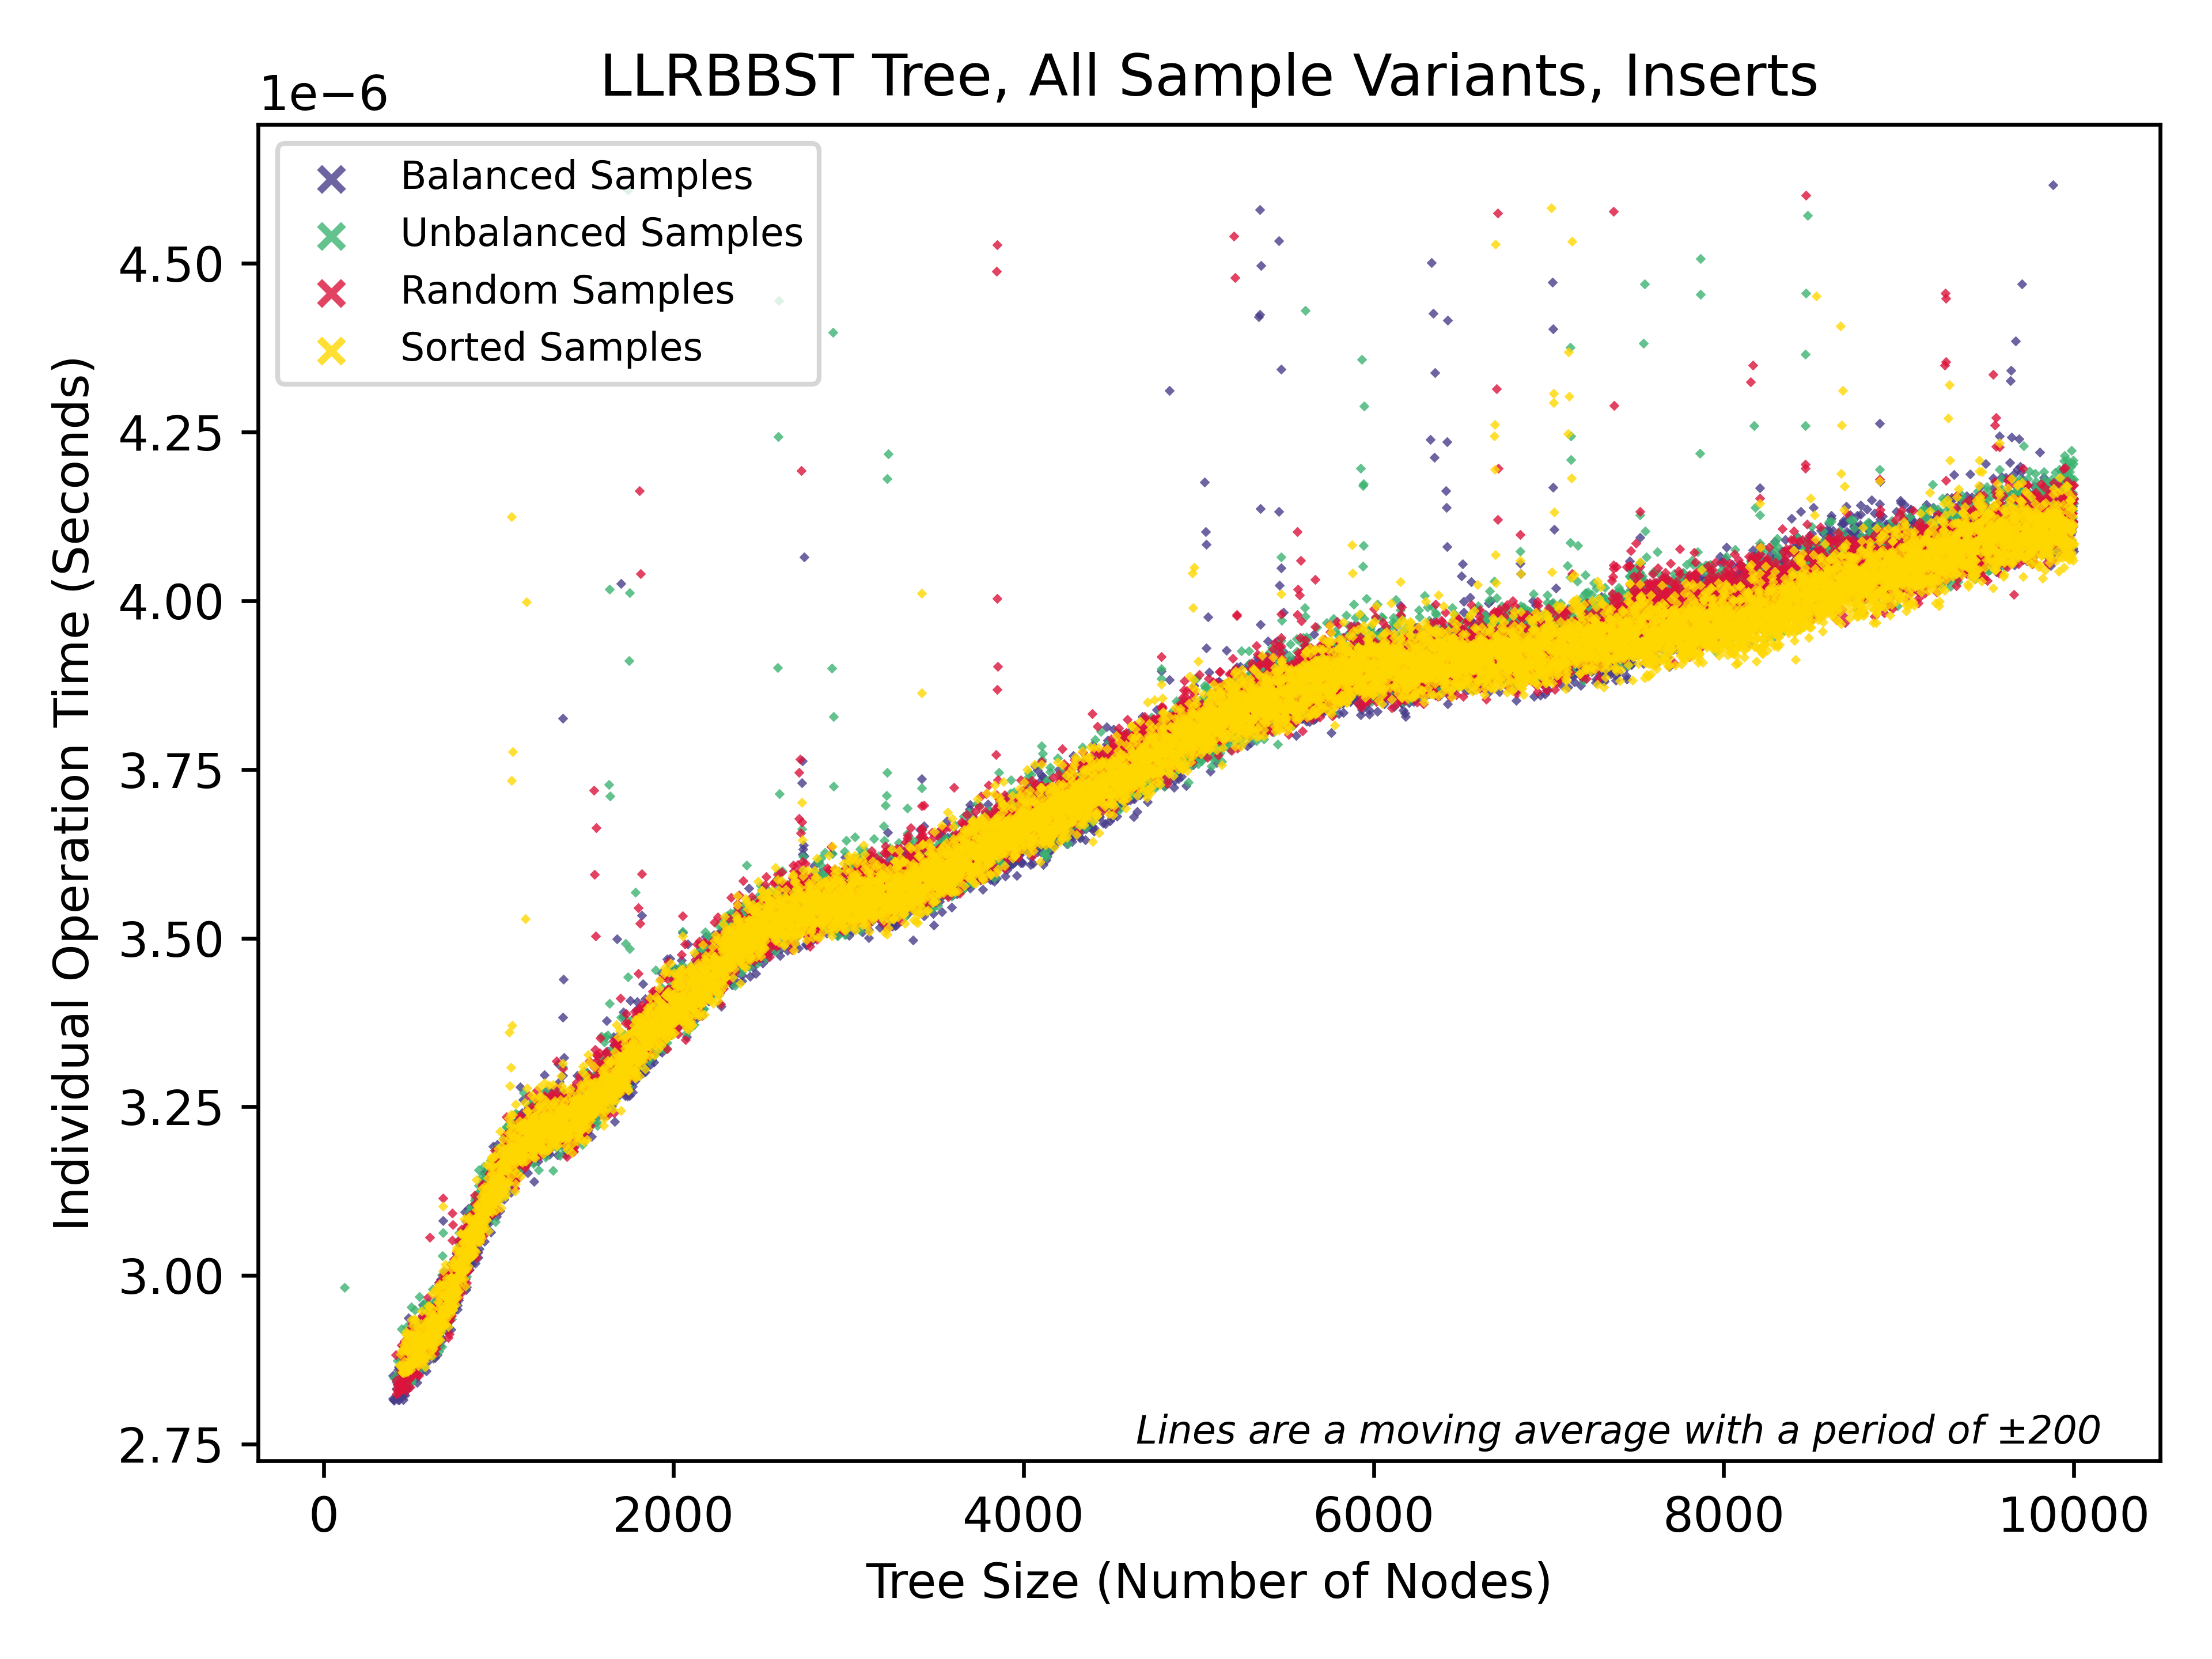 LLRBBST Tree, All Sample Variants, Inserts
1e−6
Balanced Samples
Unbalanced Samples
Random Samples
Sorted Samples
4.50
4.25
4.00
3.75
3.50
3.25
3.00
2.75
Individual Operation Time (Seconds)
Lines are a moving average with a period of ±200
0 2000 4000 6000 8000 10000
Tree Size (Number of Nodes)